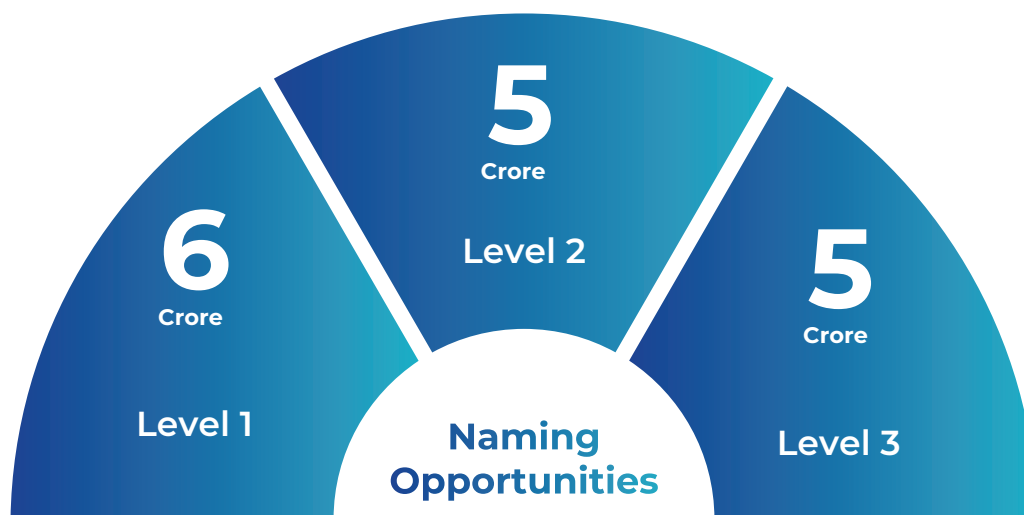 6
Crore
Level 1
5
Crore
Level 2
5
Crore
Level 3
Naming
Opportunities